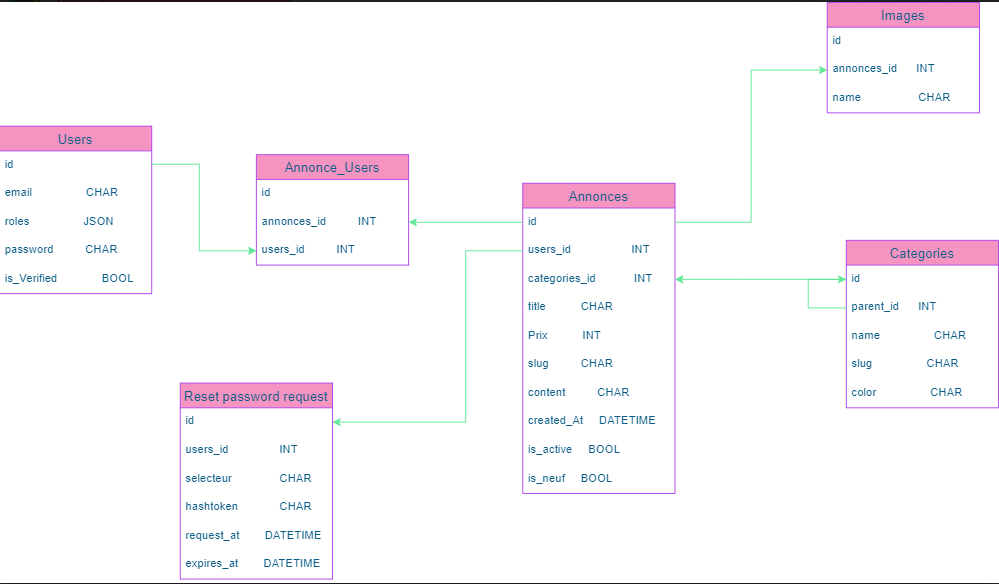 Images
id
annonces_id INT
name CHAR
Users
id
email CHAR
roles JSON
password CHAR
is_Verified BOOL
Annonce_Users
id
annonces_id INT
users_id INT
Annonces
id
users_id INT
categories_id INT
title CHAR
Prix INT
slug CHAR
content CHAR
created_At DATETIME
is_active BOOL
is_neuf BOOL
Categories
id
parent_id INT
name CHAR
slug CHAR
color CHAR
Reset password request
id
users_id INT
selecteur CHAR
hashtoken CHAR
request_at DATETIME
expires_at DATETIME